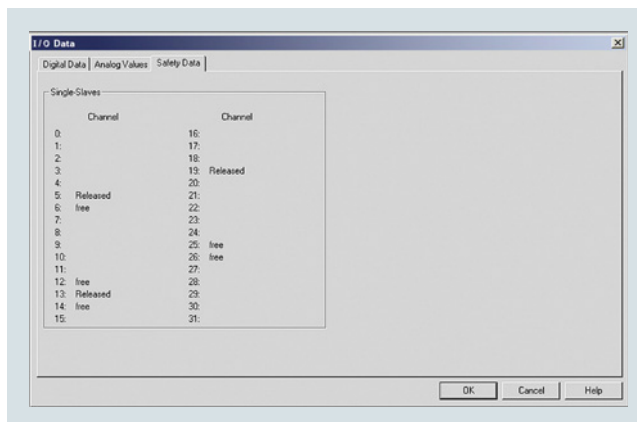 I/O Data
Digital Data Analog Values Safety Data
Single-Slaves
Channel Channel
0: 16:
1: 17:
2: 18:
3: 19: Released
4: 20:
5: Released 21:
6: free 22:
7: 23:
8: 24:
9: 25: free
10: 26: free
11: 27:
12: free 28:
13: Released 29:
14: free 30:
15: 31:
OK Cancel Help